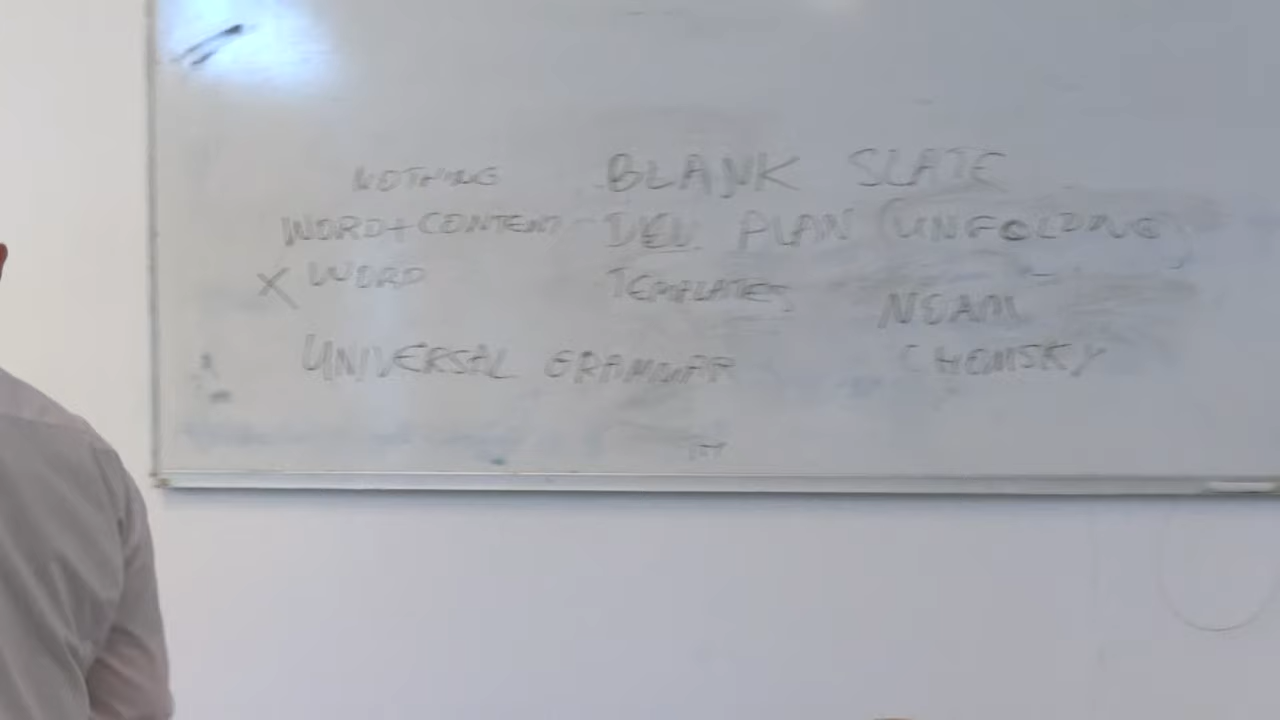 NOTHING BLANK SLATE
WORD+CONTENT - DEV PLAN (UNFOLDING)
X WORD TEMPLATES NOAM
UNIVERSAL GRAMMAR CHOMSKY